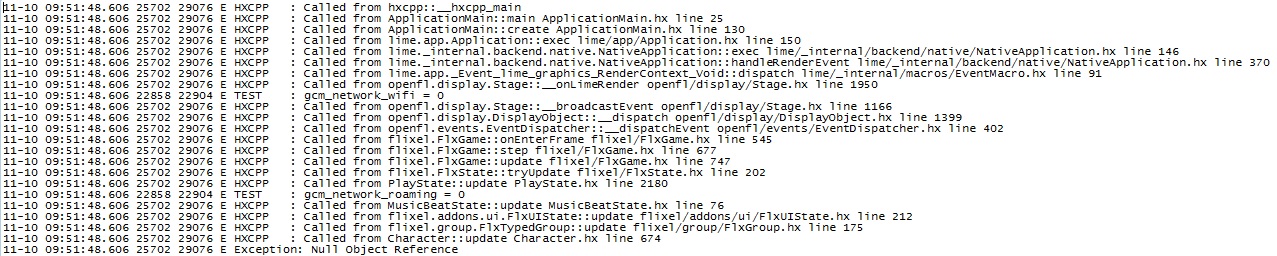 11-10 09:51:48.606 25702 29076 E HXCPP   : Called from hxcpp::__hxcpp_main
11-10 09:51:48.606 25702 29076 E HXCPP   : Called from ApplicationMain::main ApplicationMain.hx line 25
11-10 09:51:48.606 25702 29076 E HXCPP   : Called from ApplicationMain::create ApplicationMain.hx line 130
11-10 09:51:48.606 25702 29076 E HXCPP   : Called from lime.app.Application::exec lime/app/Application.hx line 150
11-10 09:51:48.606 25702 29076 E HXCPP   : Called from lime._internal.backend.native.NativeApplication::exec lime/_internal/backend/native/NativeApplication.hx line 146
11-10 09:51:48.606 25702 29076 E HXCPP   : Called from lime._internal.backend.native.NativeApplication::handleRenderEvent lime/_internal/backend/native/NativeApplication.hx line 370
11-10 09:51:48.606 25702 29076 E HXCPP   : Called from lime.app._Event_lime_graphics_RenderContext_Void::dispatch lime/_internal/macros/EventMacro.hx line 91
11-10 09:51:48.606 25702 29076 E HXCPP   : Called from openfl.display.Stage::__onLimeRender openfl/display/Stage.hx line 1950
11-10 09:51:48.606 22858 22904 E TEST    : gcm_network_wifi = 0
11-10 09:51:48.606 25702 29076 E HXCPP   : Called from openfl.display.Stage::__broadcastEvent openfl/display/Stage.hx line 1166
11-10 09:51:48.606 25702 29076 E HXCPP   : Called from openfl.display.DisplayObject::__dispatch openfl/display/DisplayObject.hx line 1399
11-10 09:51:48.606 25702 29076 E HXCPP   : Called from openfl.events.EventDispatcher::__dispatchEvent openfl/events/EventDispatcher.hx line 402
11-10 09:51:48.606 25702 29076 E HXCPP   : Called from flixel.FlxGame::onEnterFrame flixel/FlxGame.hx line 545
11-10 09:51:48.606 25702 29076 E HXCPP   : Called from flixel.FlxGame::step flixel/FlxGame.hx line 677
11-10 09:51:48.606 25702 29076 E HXCPP   : Called from flixel.FlxGame::update flixel/FlxGame.hx line 747
11-10 09:51:48.606 25702 29076 E HXCPP   : Called from flixel.FlxState::tryUpdate flixel/FlxState.hx line 202
11-10 09:51:48.606 25702 29076 E HXCPP   : Called from PlayState::update PlayState.hx line 2180
11-10 09:51:48.606 22858 22904 E TEST    : gcm_network_roaming = 0
11-10 09:51:48.606 25702 29076 E HXCPP   : Called from MusicBeatState::update MusicBeatState.hx line 76
11-10 09:51:48.606 25702 29076 E HXCPP   : Called from flixel.addons.ui.FlxUIState::update flixel/addons/ui/FlxUIState.hx line 212
11-10 09:51:48.606 25702 29076 E HXCPP   : Called from flixel.group.FlxTypedGroup::update flixel/group/FlxGroup.hx line 175
11-10 09:51:48.606 25702 29076 E HXCPP   : Called from Character::update Character.hx line 674
11-10 09:51:48.606 25702 29076 E Exception: Null Object Reference